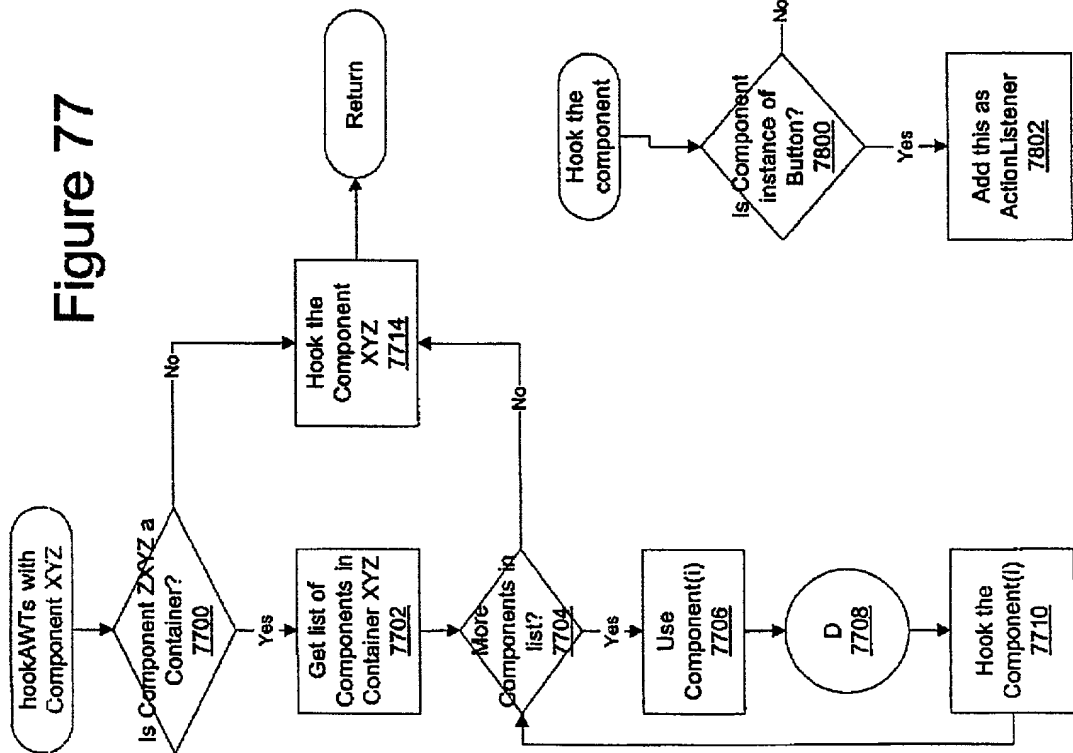 Figure 77
hookAWTs with
Component XYZ
Is Component ZXYZ a
Container?
7700
No
Yes
Get list of
Components in
Container XYZ
7702
More
Components in
list?
7704
No
Yes
Use
Component(i)
7706
D
7708
Hook the
Component(I)
7710
Hook the
Component
XYZ
7714
Return
Hook the
component
Is Component
instance of
Button?
7800
No
Yes
Add this as
ActionListener
7802